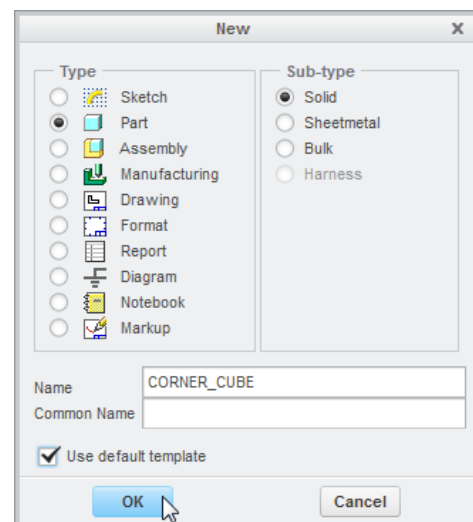 New
X
Type
Sketch
Part
Assembly
Manufacturing
Drawing
Format
Report
Diagram
Notebook
Markup
Sub-type
Solid
Sheetmetal
Bulk
Harness
Name CORNER_CUBE
Common Name
Use default template
OK Cancel